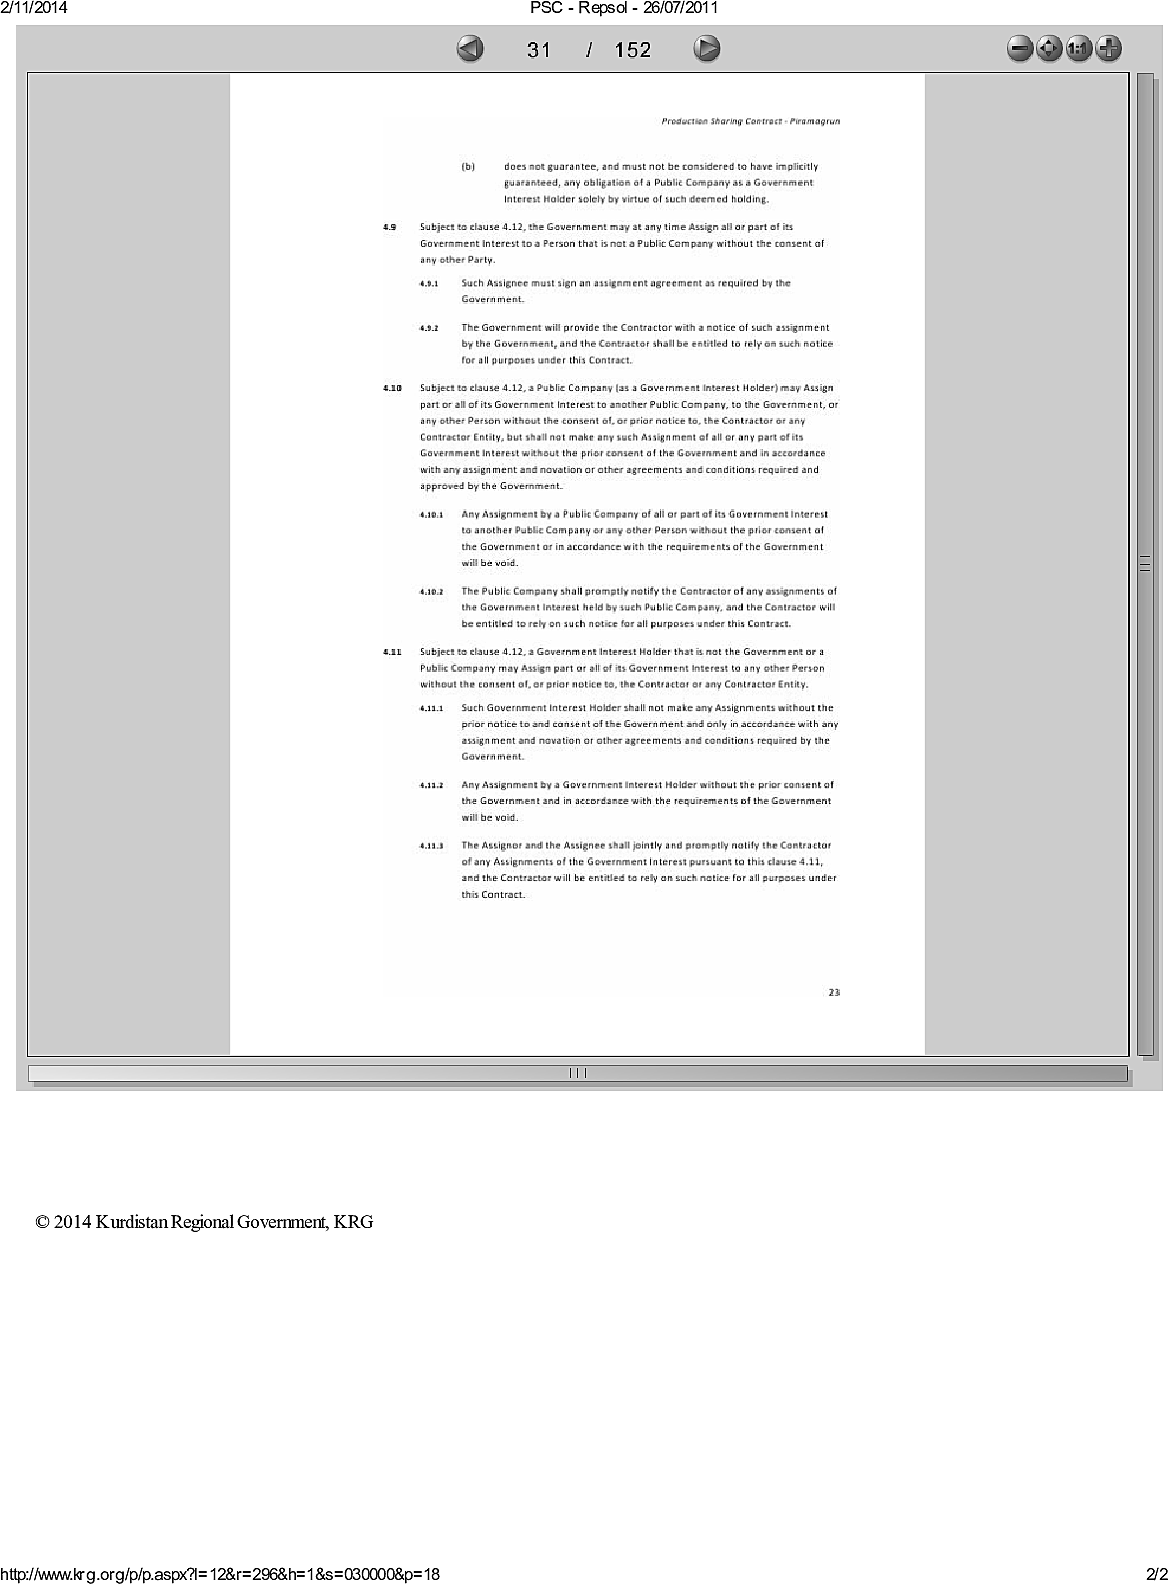 2/11/2014
PSC - Repsol - 26/07/2011
31 / 152
1:1
Production Sharing Contract - Piramagrun
(b) does not guarantee, and must not be considered to have implicitly
guaranteed, any obligation of a Public Company as a Government
Interest Holder solely by virtue of such deemed holding.
4.9 Subject to clause 4.12, the Government may at any time Assign all or part of its
Government Interest to a Person that is not a Public Company without the consent of
any other Party.
4.9.1 Such Assignee must sign an assignment agreement as required by the
Government.
4.9.2 The Government will provide the Contractor with a notice of such assignment
by the Government, and the Contractor shall be entitled to rely on such notice
for all purposes under this Contract.
4.10 Subject to clause 4.12, a Public Company (as a Government Interest Holder) may Assign
part or all of its Government Interest to another Public Company, to the Government, or
any other Person without the consent of, or prior notice to, the Contractor or any
Contractor Entity, but shall not make any such Assignment of all or any part of its
Government Interest without the prior consent of the Government and in accordance
with any assignment and novation or other agreements and conditions required and
approved by the Government.
4.10.1 Any Assignment by a Public Company of all or part of its Government Interest
to another Public Company or any other Person without the prior consent of
the Government or in accordance with the requirements of the Government
will be void.
4.10.2 The Public Company shall promptly notify the Contractor of any assignments of
the Government Interest held by such Public Company, and the Contractor will
be entitled to rely on such notice for all purposes under this Contract.
4.11 Subject to clause 4.12, a Government Interest Holder that is not the Government or a
Public Company may Assign part or all of its Government Interest to any other Person
without the consent of, or prior notice to, the Contractor or any Contractor Entity.
4.11.1 Such Government Interest Holder shall not make any Assignments without the
prior notice to and consent of the Government and only in accordance with any
assignment and novation or other agreements and conditions required by the
Government.
4.11.2 Any Assignment by a Government Interest Holder without the prior consent of
the Government and in accordance with the requirements of the Government
will be void.
4.11.3 The Assignor and the Assignee shall jointly and promptly notify the Contractor
of any Assignments of the Government Interest pursuant to this clause 4.11,
and the Contractor will be entitled to rely on such notice for all purposes under
this Contract.
23
© 2014 Kurdistan Regional Government, KRG
http://www.krg.org/p/p.aspx?l=12&r=296&h=1&s=030000&p=18
2/2